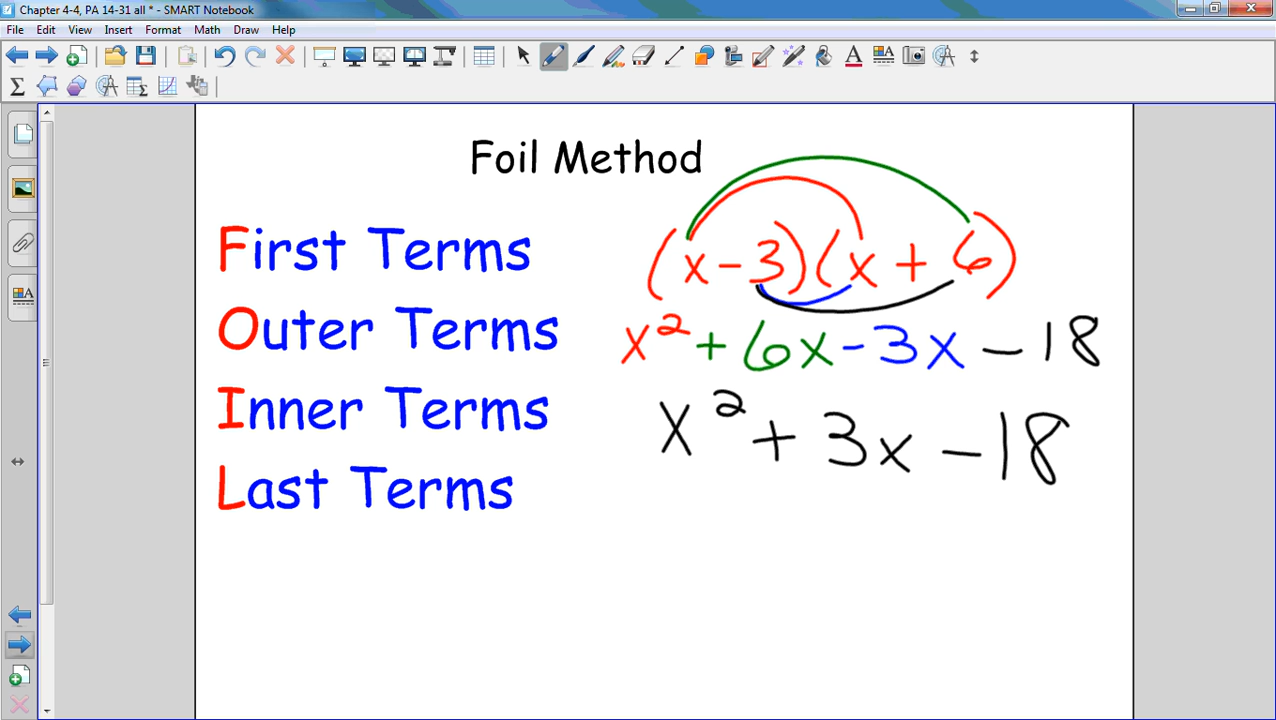 Chapter 4-4, PA 14-31 all * - SMART Notebook
File Edit View Insert Format Math Draw Help
Foil Method
First Terms
(x - 3)(x + 6)
Outer Terms
x² + 6x - 3x - 18
Inner Terms
x² + 3x - 18
Last Terms